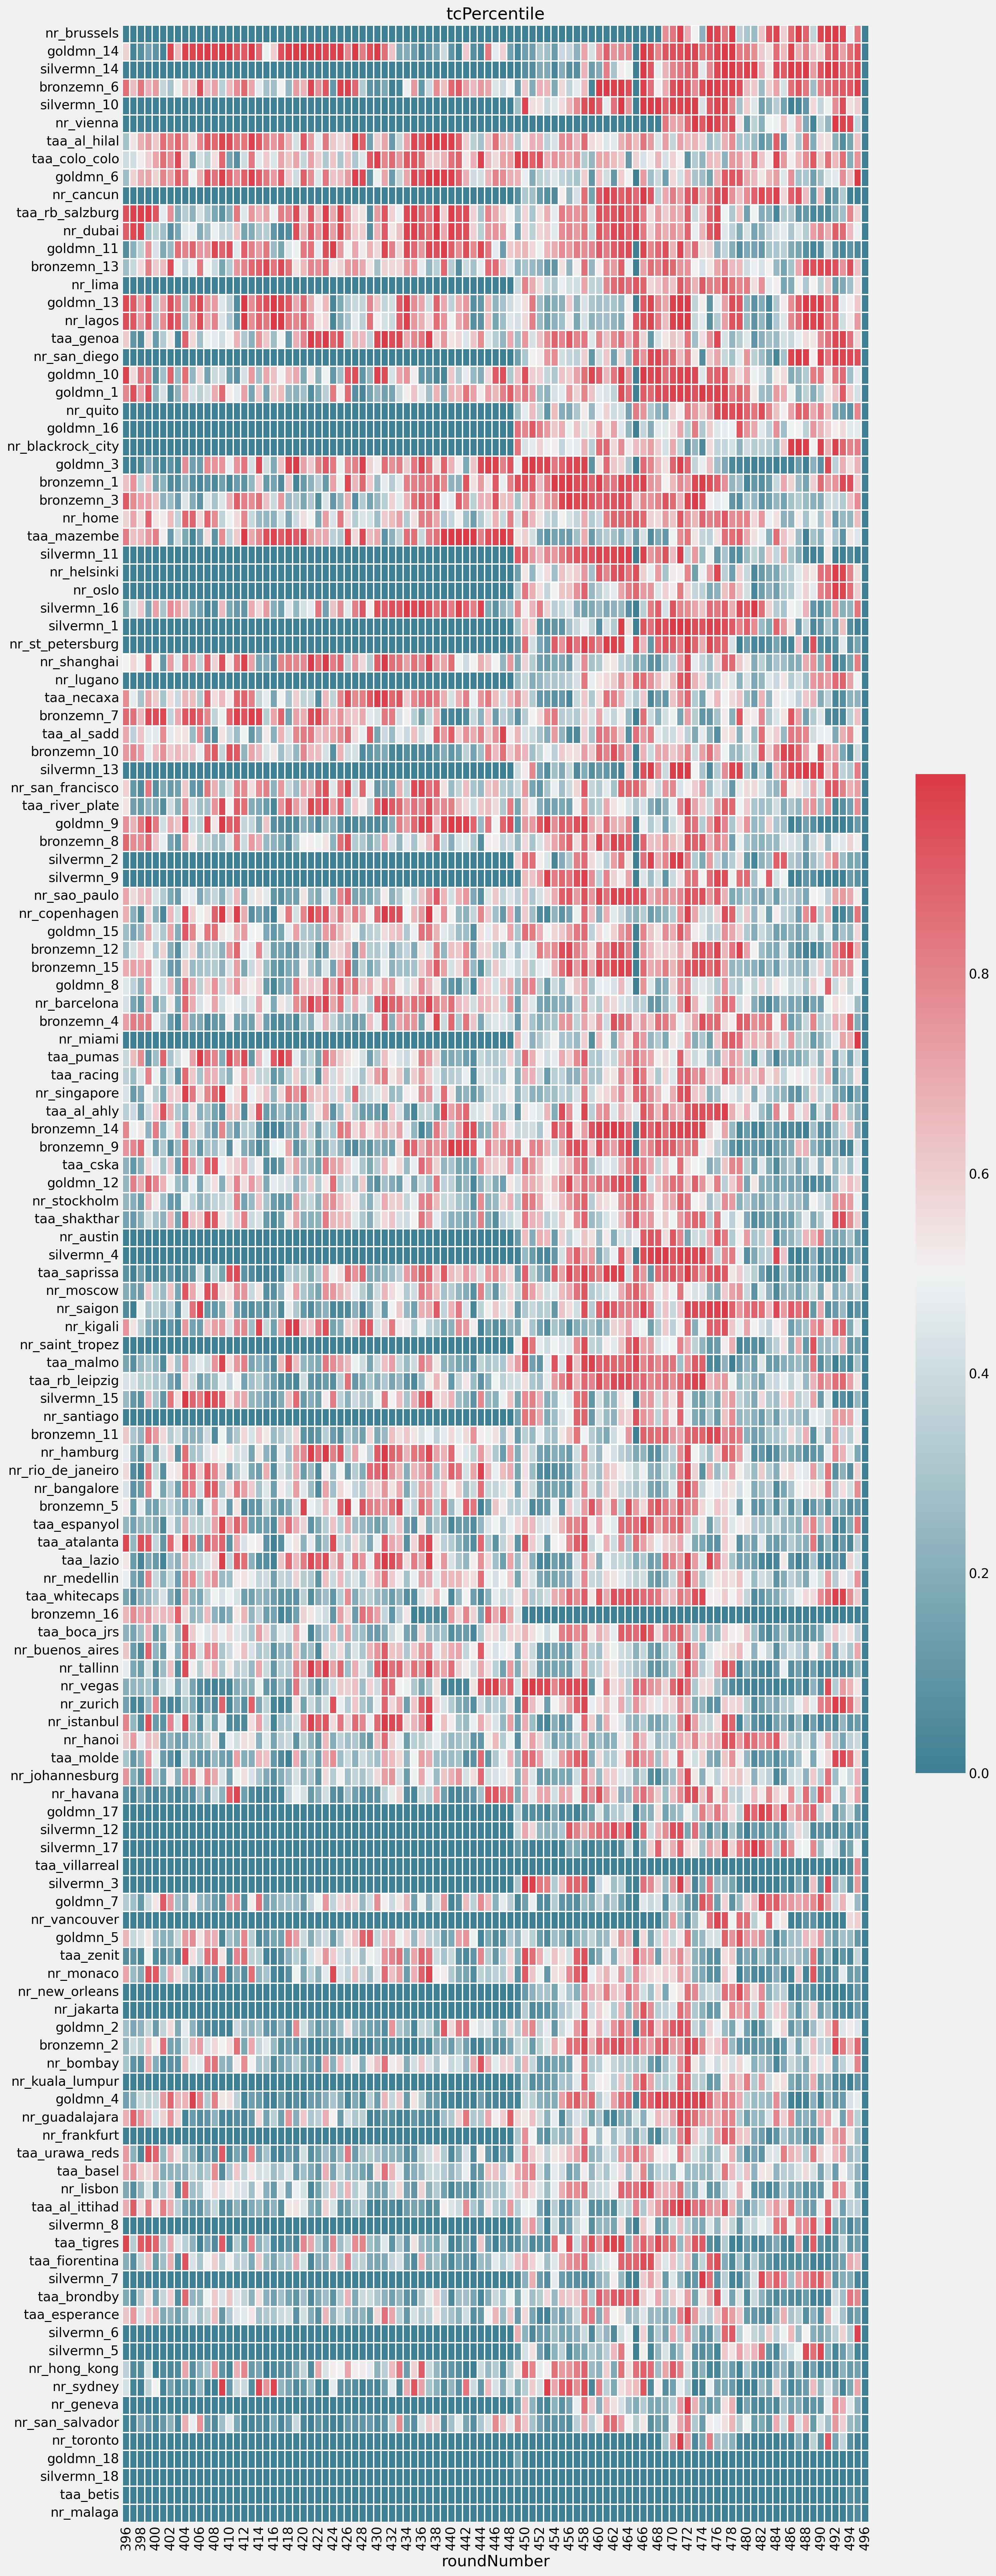 tcPercentile
nr_brussels
goldmn_14
silvermn_14
bronzemn_6
silvermn_10
nr_vienna
taa_al_hilal
taa_colo_colo
goldmn_6
nr_cancun
taa_rb_salzburg
nr_dubai
goldmn_11
bronzemn_13
nr_lima
goldmn_13
nr_lagos
taa_genoa
nr_san_diego
goldmn_10
goldmn_1
nr_quito
goldmn_16
nr_blackrock_city
goldmn_3
bronzemn_1
bronzemn_3
nr_home
taa_mazembe
silvermn_11
nr_helsinki
nr_oslo
silvermn_16
silvermn_1
nr_st_petersburg
nr_shanghai
nr_lugano
taa_necaxa
bronzemn_7
taa_al_sadd
bronzemn_10
silvermn_13
nr_san_francisco
taa_river_plate
goldmn_9
bronzemn_8
silvermn_2
silvermn_9
nr_sao_paulo
nr_copenhagen
goldmn_15
bronzemn_12
bronzemn_15
goldmn_8
nr_barcelona
bronzemn_4
nr_miami
taa_pumas
taa_racing
nr_singapore
taa_al_ahly
bronzemn_14
bronzemn_9
taa_cska
goldmn_12
nr_stockholm
taa_shakthar
nr_austin
silvermn_4
taa_saprissa
nr_moscow
nr_saigon
nr_kigali
nr_saint_tropez
taa_malmo
taa_rb_leipzig
silvermn_15
nr_santiago
bronzemn_11
nr_hamburg
nr_rio_de_janeiro
nr_bangalore
bronzemn_5
taa_espanyol
taa_atalanta
taa_lazio
nr_medellin
taa_whitecaps
bronzemn_16
taa_boca_jrs
nr_buenos_aires
nr_tallinn
nr_vegas
nr_zurich
nr_istanbul
nr_hanoi
taa_molde
nr_johannesburg
nr_havana
goldmn_17
silvermn_12
silvermn_17
taa_villarreal
silvermn_3
goldmn_7
nr_vancouver
goldmn_5
taa_zenit
nr_monaco
nr_new_orleans
nr_jakarta
goldmn_2
bronzemn_2
nr_bombay
nr_kuala_lumpur
goldmn_4
nr_guadalajara
nr_frankfurt
taa_urawa_reds
taa_basel
nr_lisbon
taa_al_ittihad
silvermn_8
taa_tigres
taa_fiorentina
silvermn_7
taa_brondby
taa_esperance
silvermn_6
silvermn_5
nr_hong_kong
nr_sydney
nr_geneva
nr_san_salvador
nr_toronto
goldmn_18
silvermn_18
taa_betis
nr_malaga
396 398 400 402 404 406 408 410 412 414 416 418 420 422 424 426 428 430 432 434 436 438 440 442 444 446 448 450 452 454 456 458 460 462 464 466 468 470 472 474 476 478 480 482 484 486 488 490 492 494 496
roundNumber
0.8
0.6
0.4
0.2
0.0